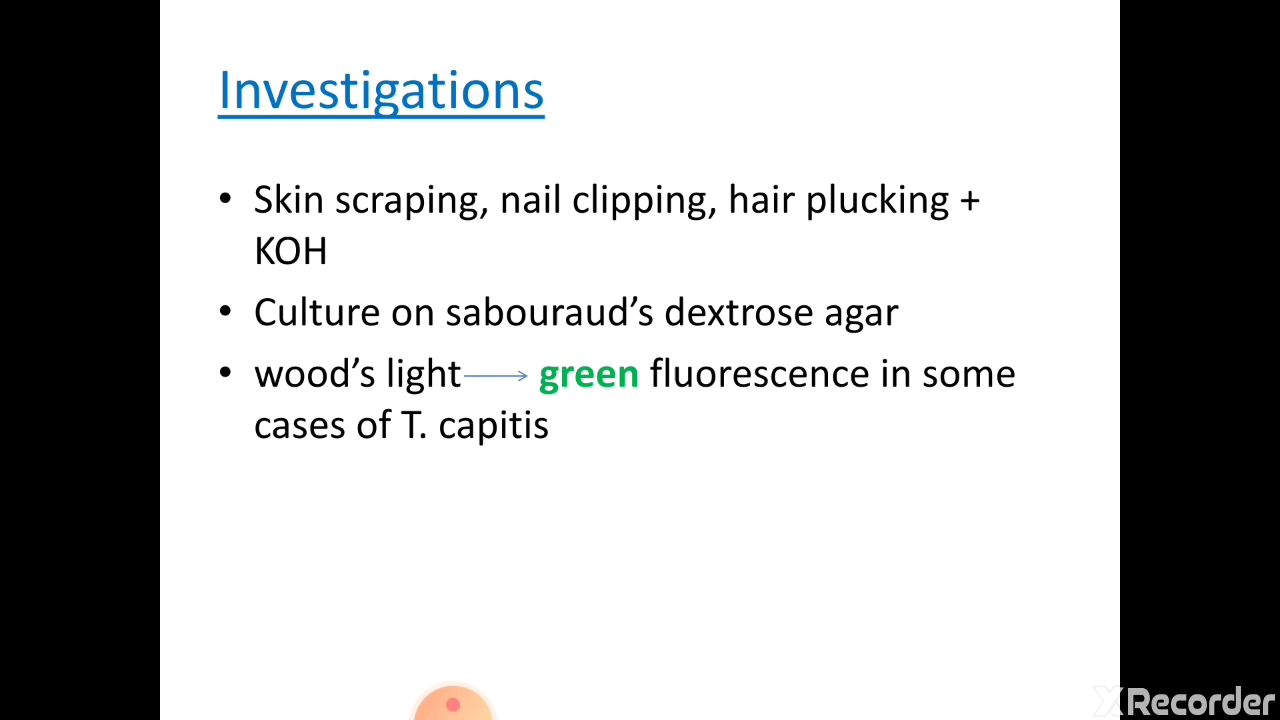 Investigations
• Skin scraping, nail clipping, hair plucking +
KOH
• Culture on sabouraud’s dextrose agar
• wood’s light → green fluorescence in some
cases of T. capitis
XRecorder